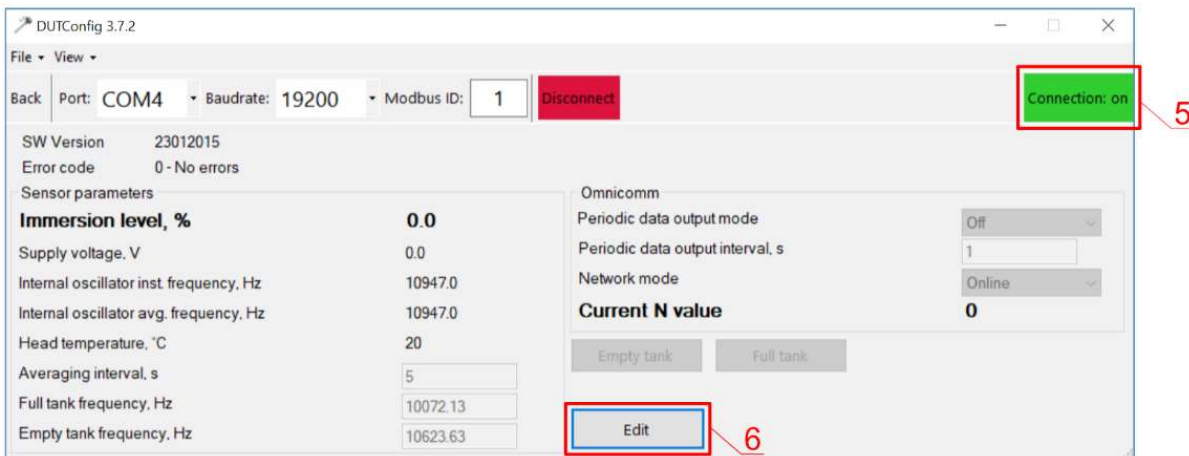 DUTConfig 3.7.2
File View
Back Port: COM4 Baudrate: 19200 Modbus ID: 1 Disconnect Connection: on
5
SW Version 23012015
Error code 0 - No errors
Sensor parameters
Immersion level, % 0.0
Supply voltage, V 0.0
Internal oscillator inst. frequency, Hz 10947.0
Internal oscillator avg. frequency, Hz 10947.0
Head temperature, °C 20
Averaging interval, s 5
Full tank frequency, Hz 10072.13
Empty tank frequency, Hz 10623.63
Omnicomm
Periodic data output mode Off
Periodic data output interval, s 1
Network mode Online
Current N value 0
Empty tank Full tank
Edit
6